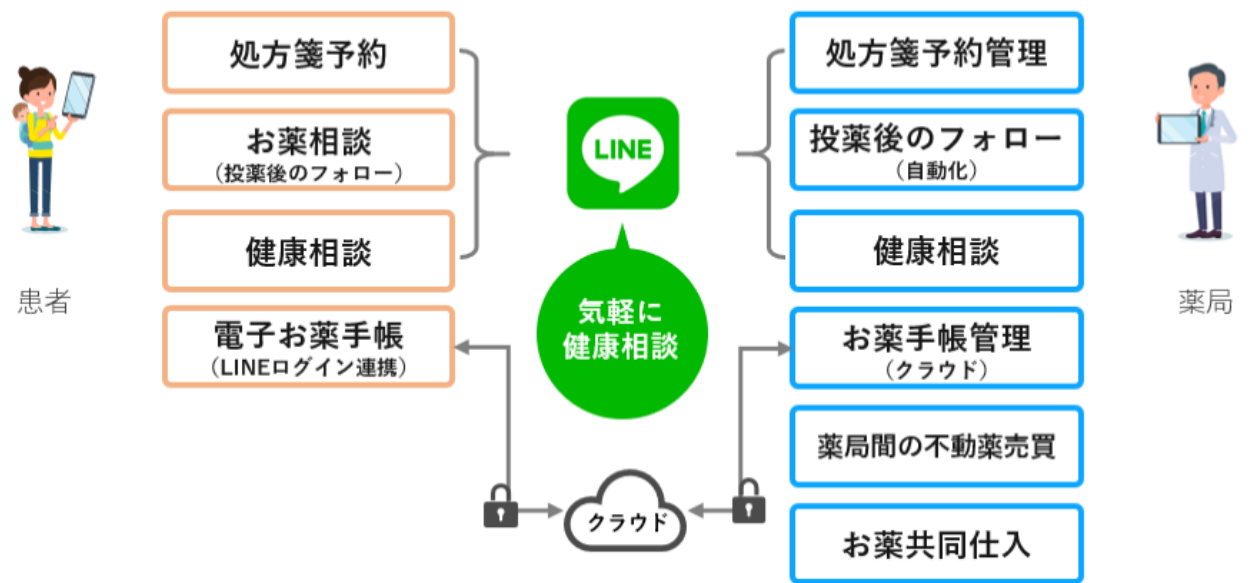 処方箋予約
お薬相談
(投薬後のフォロー)
健康相談
電子お薬手帳
(LINEログイン連携)
患者
LINE
気軽に
健康相談
クラウド
処方箋予約管理
投薬後のフォロー
(自動化)
健康相談
お薬手帳管理
(クラウド)
薬局間の不動薬売買
お薬共同仕入
薬局